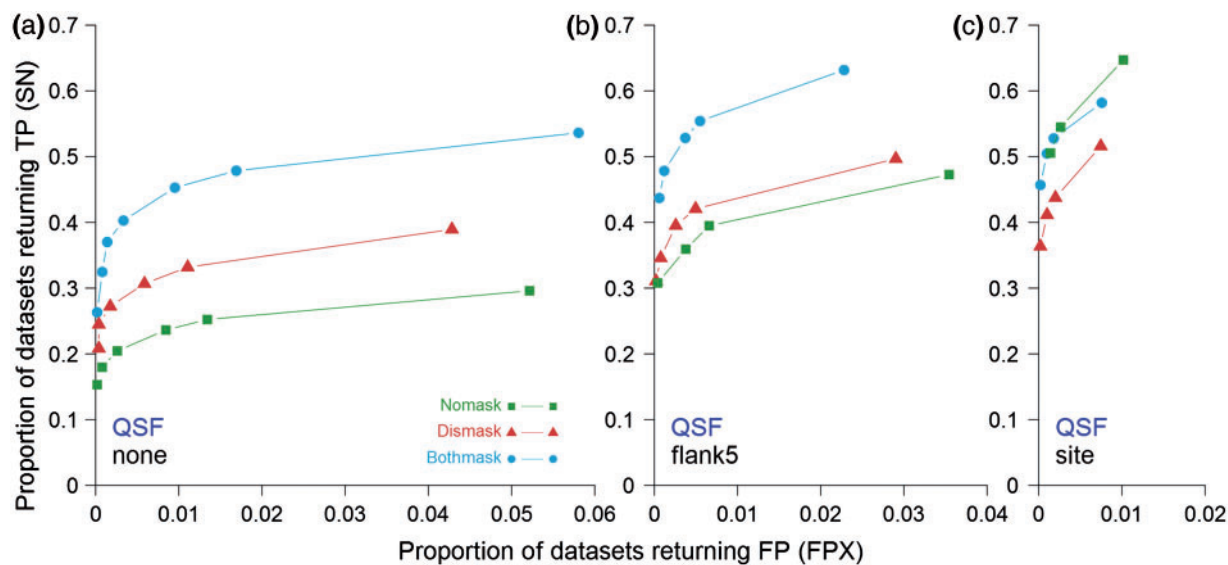 (a)
Proportion of datasets returning TP (SN)
0.7
0.6
0.5
0.4
0.3
0.2
0.1
0
QSF
none
Nomask
Dismask
Bothmask
0 0.01 0.02 0.03 0.04 0.05 0.06
(b)
0.7
0.6
0.5
0.4
0.3
0.2
0.1
0
QSF
flank5
0 0.01 0.02 0.03 0.04
(c)
0.7
0.6
0.5
0.4
0.3
0.2
0.1
0
QSF
site
0 0.01 0.02
Proportion of datasets returning FP (FPX)